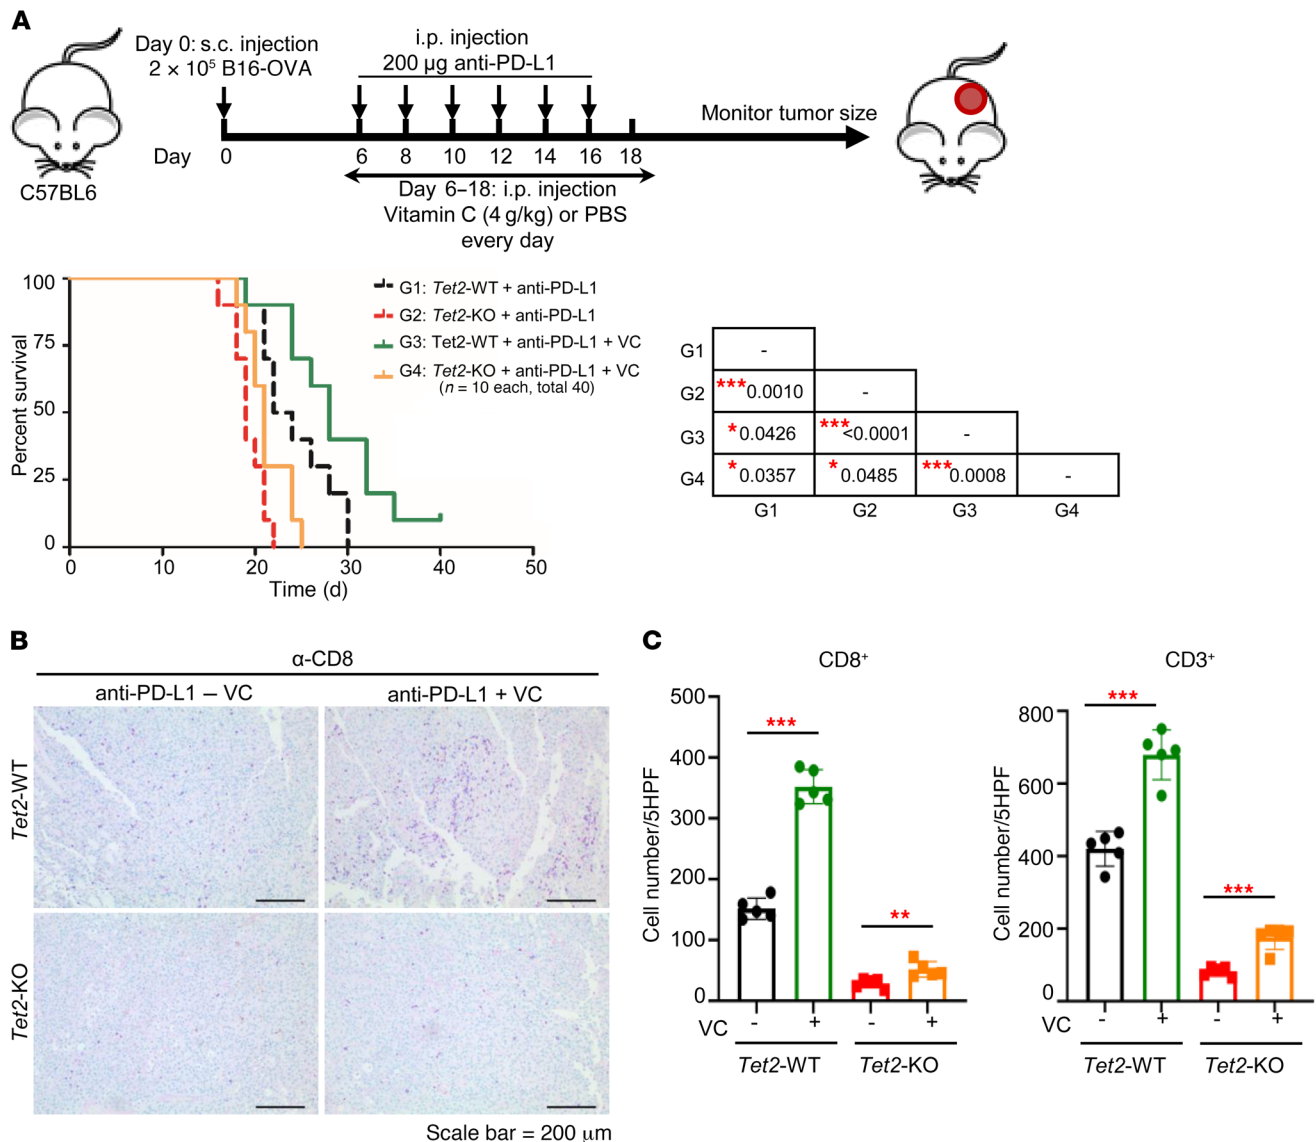 A
Day 0: s.c. injection
2 × 10⁵ B16-OVA
i.p. injection
200 µg anti-PD-L1
Monitor tumor size
Day
0 6 8 10 12 14 16 18
C57BL6
Day 6–18: i.p. injection
Vitamin C (4 g/kg) or PBS
every day
Percent survival
100
75
50
25
0
0 10 20 30 40 50
Time (d)
G1: Tet2-WT + anti-PD-L1
G2: Tet2-KO + anti-PD-L1
G3: Tet2-WT + anti-PD-L1 + VC
G4: Tet2-KO + anti-PD-L1 + VC
(n = 10 each, total 40)
G1 -
G2 ***0.0010 -
G3 *0.0426 ***<0.0001 -
G4 *0.0357 *0.0485 ***0.0008 -
G1 G2 G3 G4
B
α-CD8
anti-PD-L1 – VC
anti-PD-L1 + VC
Tet2-WT
Tet2-KO
Scale bar = 200 µm
C
CD8⁺
Cell number/5HPF
500
400
300
200
100
0
***
**
VC - + - +
Tet2-WT Tet2-KO
CD3⁺
Cell number/5HPF
800
600
400
200
0
***
***
VC - + - +
Tet2-WT Tet2-KO